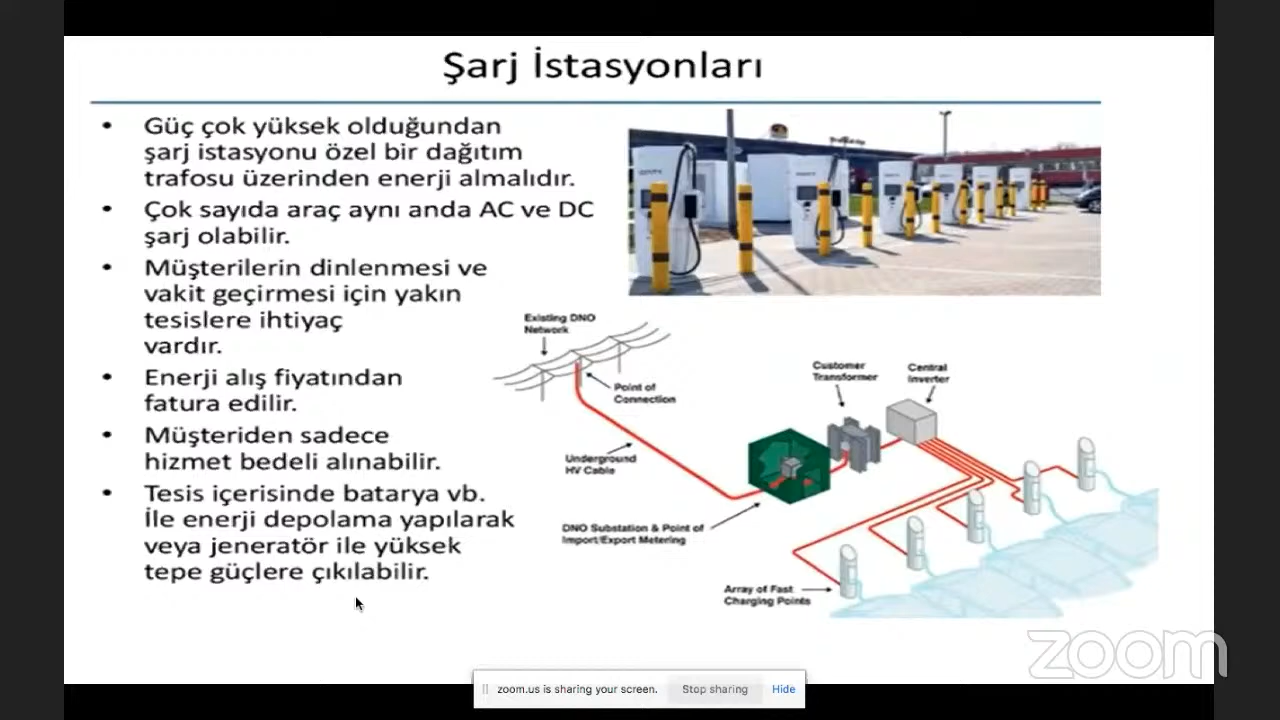 Şarj İstasyonları
• Güç çok yüksek olduğundan
şarj istasyonu özel bir dağıtım
trafosu üzerinden enerji almalıdır.
• Çok sayıda araç aynı anda AC ve DC
şarj olabilir.
• Müşterilerin dinlenmesi ve
vakit geçirmesi için yakın
tesislere ihtiyaç
vardır.
• Enerji alış fiyatından
fatura edilir.
• Müşteriden sadece
hizmet bedeli alınabilir.
• Tesis içerisinde batarya vb.
İle enerji depolama yapılarak
veya jeneratör ile yüksek
tepe güçlere çıkılabilir.
Existing DNO
Network
Point of
Connection
Underground
HV Cable
Customer
Transformer
Central
Inverter
DNO Substation & Point of
Import/Export Metering
Array of Fast
Charging Points
zoom
zoom.us is sharing your screen.
Stop sharing
Hide